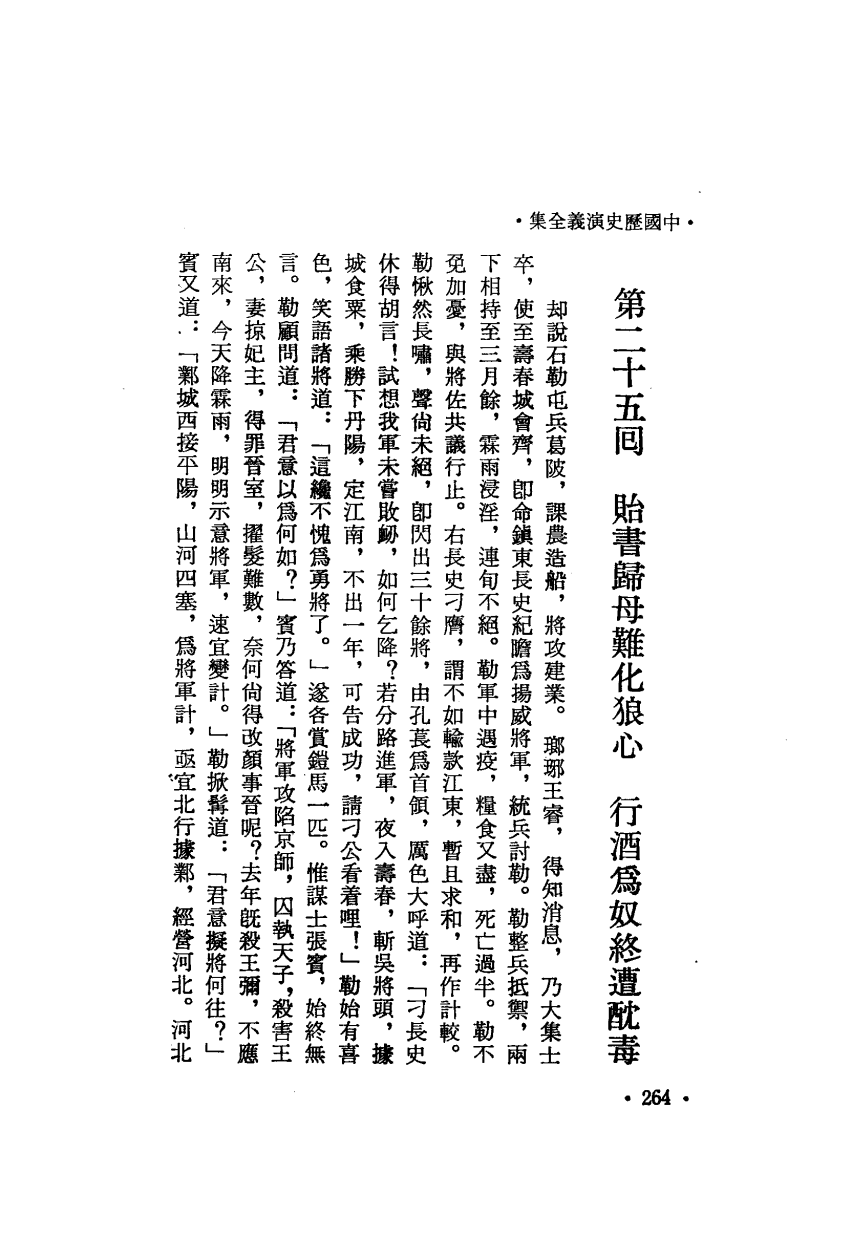 •中國歷史演義全集•
第二十五回　貽書歸母難化狼心　行酒爲奴終遭酖毒
却說石勒屯兵葛陂，課農造船，將攻建業。瑯琊王睿，得知消息，乃大集士
卒，使至壽春城會齊，卽命鎮東長史紀瞻爲揚威將軍，統兵討勒。勒整兵抵禦，兩
下相持至三月餘，霖雨浸淫，連旬不絕。勒軍中遇疫，糧食又盡，死亡過半。勒不
免加憂，與將佐共議行止。右長史刁膺，謂不如輸款江東，暫且求和，再作計較。
勒愀然長嘯，聲尙未絕，卽閃出三十餘將，由孔萇爲首領，厲色大呼道：「刁長史
休得胡言！試想我軍未嘗敗衂，如何乞降？若分路進軍，夜入壽春，斬吳將頭，據
城食粟，乘勝下丹陽，定江南，不出一年，可告成功，請刁公看着哩！」勒始有喜
色，笑語諸將道：「這纔不愧爲勇將了。」遂各賞鎧馬一匹。惟謀士張賓，始終無
言。勒顧問道：「君意以爲何如？」賓乃答道：「將軍攻陷京師，囚執天子，殺害王
公，妻掠妃主，得罪晉室，擢髮難數，奈何尙得改顏事晉呢？去年旣殺王彌，不應
南來，今天降霖雨，明明示意將軍，速宜變計。」勒掀髯道：「君意擬將何往？」
賓又道：「鄴城西接平陽，山河四塞，爲將軍計，亟宜北行據鄴，經營河北。河北
•264•